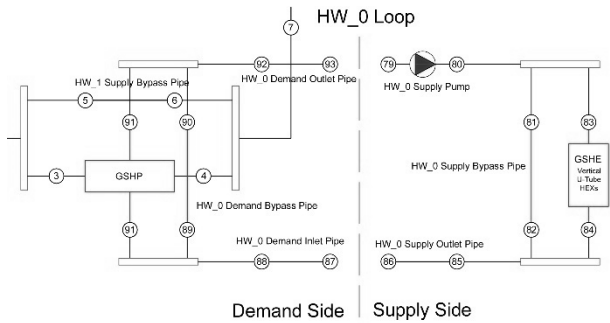 HW_0 Loop
7
92
93
79
80
HW_1 Supply Bypass Pipe
HW_0 Demand Outlet Pipe
HW_0 Supply Pump
5
6
91
90
81
83
3
GSHP
4
HW_0 Supply Bypass Pipe
GSHE
Vertical
U-Tube
HEXs
HW_0 Demand Bypass Pipe
91
89
82
84
HW_0 Demand Inlet Pipe
HW_0 Supply Outlet Pipe
88
87
86
85
Demand Side
Supply Side